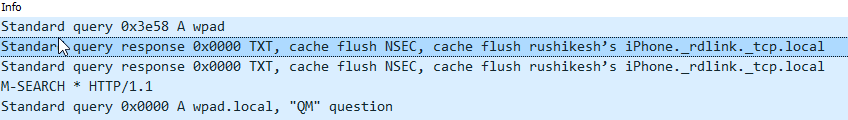 Info
Standard query 0x3e58 A wpad
Standard query response 0x0000 TXT, cache flush NSEC, cache flush rushikesh’s iPhone._rdlink._tcp.local
Standard query response 0x0000 TXT, cache flush NSEC, cache flush rushikesh’s iPhone._rdlink._tcp.local
M-SEARCH * HTTP/1.1
Standard query 0x0000 A wpad.local, "QM" question